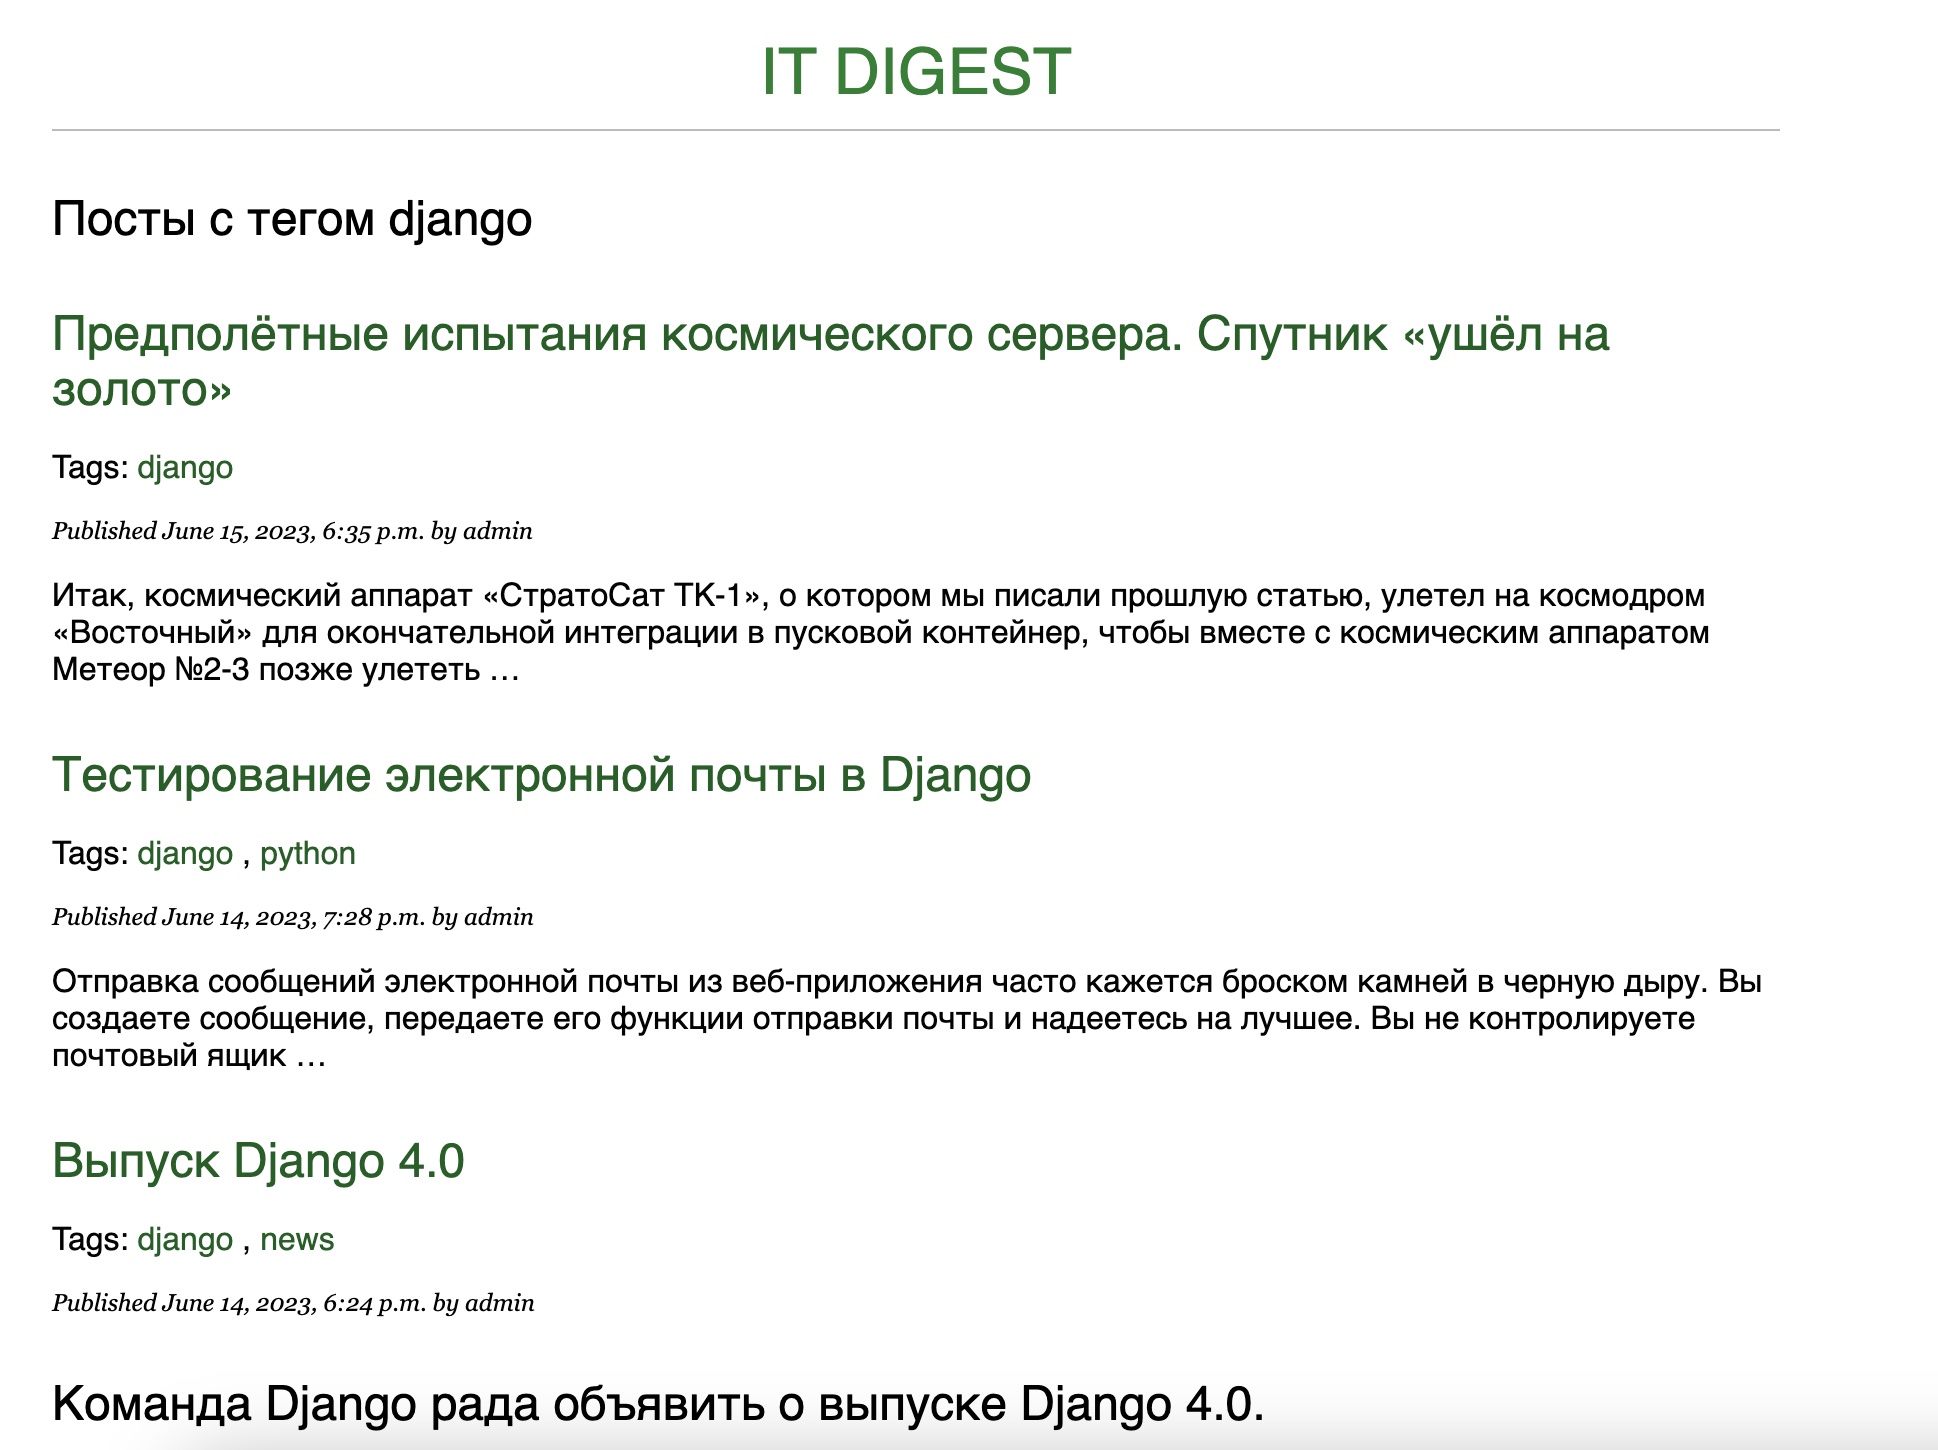 IT DIGEST
Посты с тегом django
Предполётные испытания космического сервера. Спутник «ушёл на
золото»
Tags: django
Published June 15, 2023, 6:35 p.m. by admin
Итак, космический аппарат «СтратоСат ТК-1», о котором мы писали прошлую статью, улетел на космодром
«Восточный» для окончательной интеграции в пусковой контейнер, чтобы вместе с космическим аппаратом
Метеор №2-3 позже улететь …
Тестирование электронной почты в Django
Tags: django , python
Published June 14, 2023, 7:28 p.m. by admin
Отправка сообщений электронной почты из веб-приложения часто кажется броском камней в черную дыру. Вы
создаете сообщение, передаете его функции отправки почты и надеетесь на лучшее. Вы не контролируете
почтовый ящик …
Выпуск Django 4.0
Tags: django , news
Published June 14, 2023, 6:24 p.m. by admin
Команда Django рада объявить о выпуске Django 4.0.